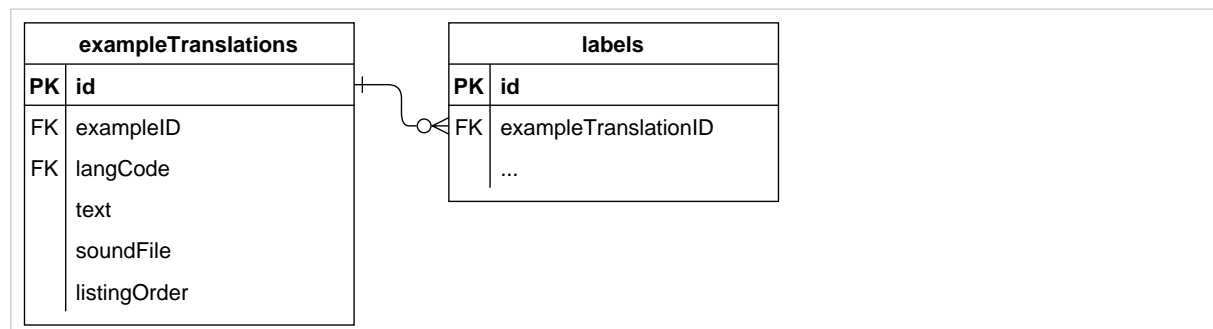 exampleTranslations
PK id
FK exampleID
FK langCode
text
soundFile
listingOrder
labels
PK id
FK exampleTranslationID
...